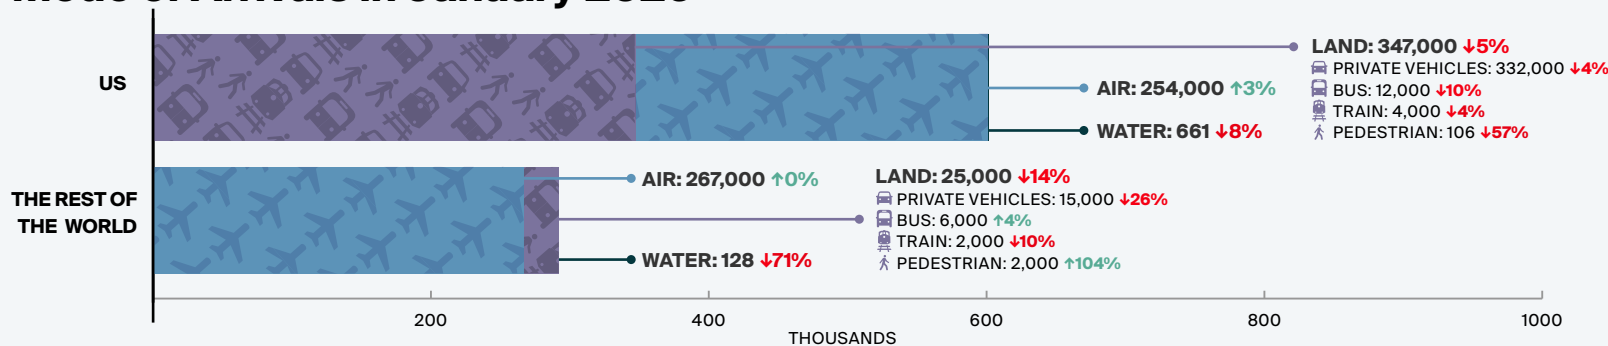 US
LAND: 347,000 ↓5%
PRIVATE VEHICLES: 332,000 ↓4%
BUS: 12,000 ↓10%
TRAIN: 4,000 ↓4%
PEDESTRIAN: 106 ↓57%
AIR: 254,000 ↑3%
WATER: 661 ↓8%
THE REST OF
THE WORLD
AIR: 267,000 ↑0%
WATER: 128 ↓71%
LAND: 25,000 ↓14%
PRIVATE VEHICLES: 15,000 ↓26%
BUS: 6,000 ↑4%
TRAIN: 2,000 ↓10%
PEDESTRIAN: 2,000 ↑104%
200 400 600 800 1000
THOUSANDS